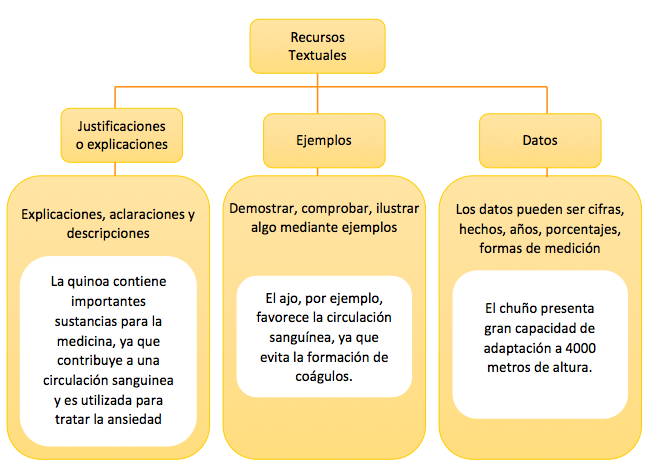 Recursos
Textuales
Justificaciones
o explicaciones
Ejemplos
Datos
Explicaciones, aclaraciones y
descripciones
La quinoa contiene
importantes
sustancias para la
medicina, ya que
contribuye a una
circulación sanguinea
y es utilizada para
tratar la ansiedad
Demostrar, comprobar, ilustrar
algo mediante ejemplos
El ajo, por ejemplo,
favorece la circulación
sanguínea, ya que
evita la formación de
coágulos.
Los datos pueden ser cifras,
hechos, años, porcentajes,
formas de medición
El chuño presenta
gran capacidad de
adaptación a 4000
metros de altura.